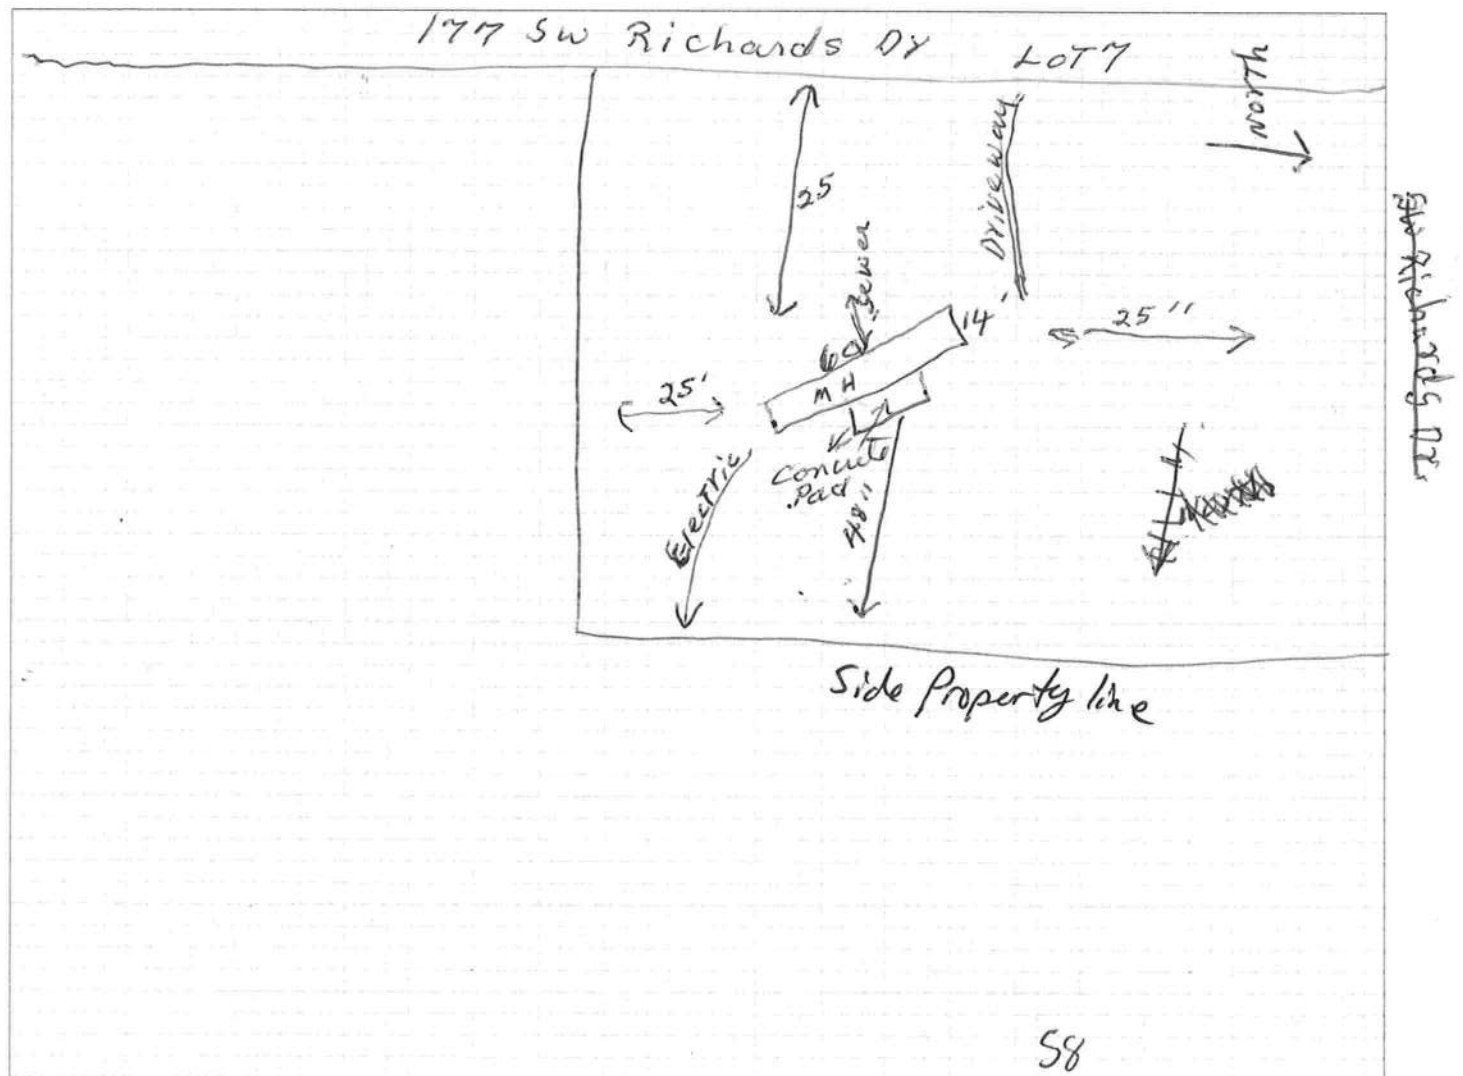 177 SW Richards Dr LOT 7
North
25
Driveway
Sewer
14'
25''
60
MH
25'
Concrete
Pad
48''
Electric
Side Property line
58